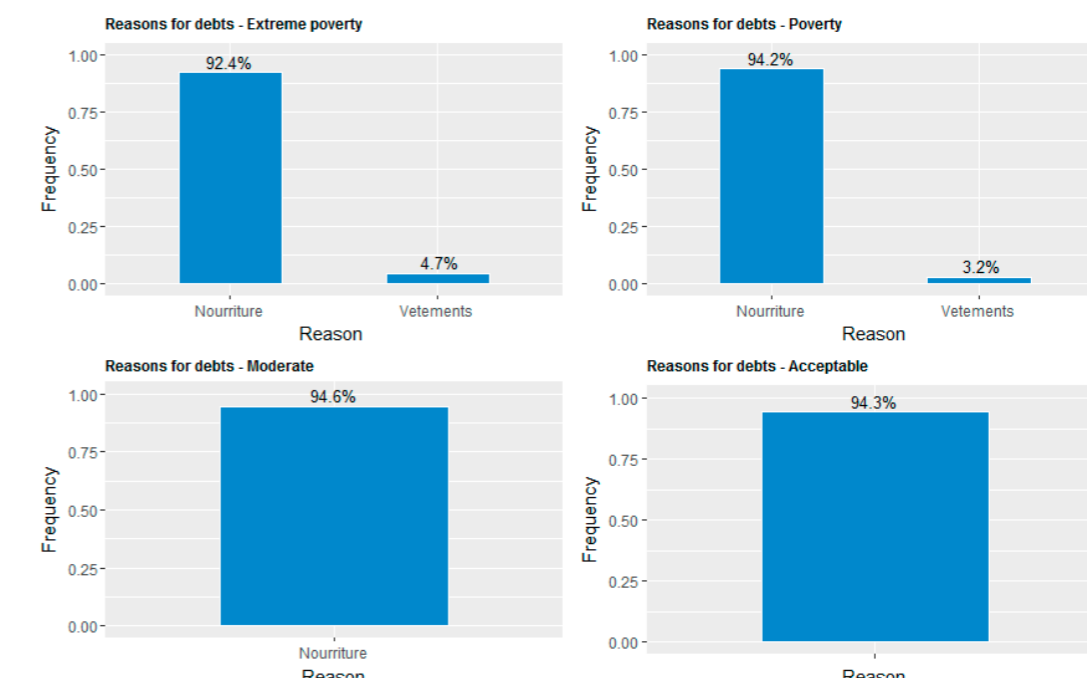 Reasons for debts - Extreme poverty
1.00
0.75
0.50
0.25
0.00
Frequency
92.4%
4.7%
Nourriture
Vetements
Reason
Reasons for debts - Poverty
1.00
0.75
0.50
0.25
0.00
Frequency
94.2%
3.2%
Nourriture
Vetements
Reason
Reasons for debts - Moderate
1.00
0.75
0.50
0.25
0.00
Frequency
94.6%
Nourriture
Reason
Reasons for debts - Acceptable
1.00
0.75
0.50
0.25
0.00
Frequency
94.3%
Reason